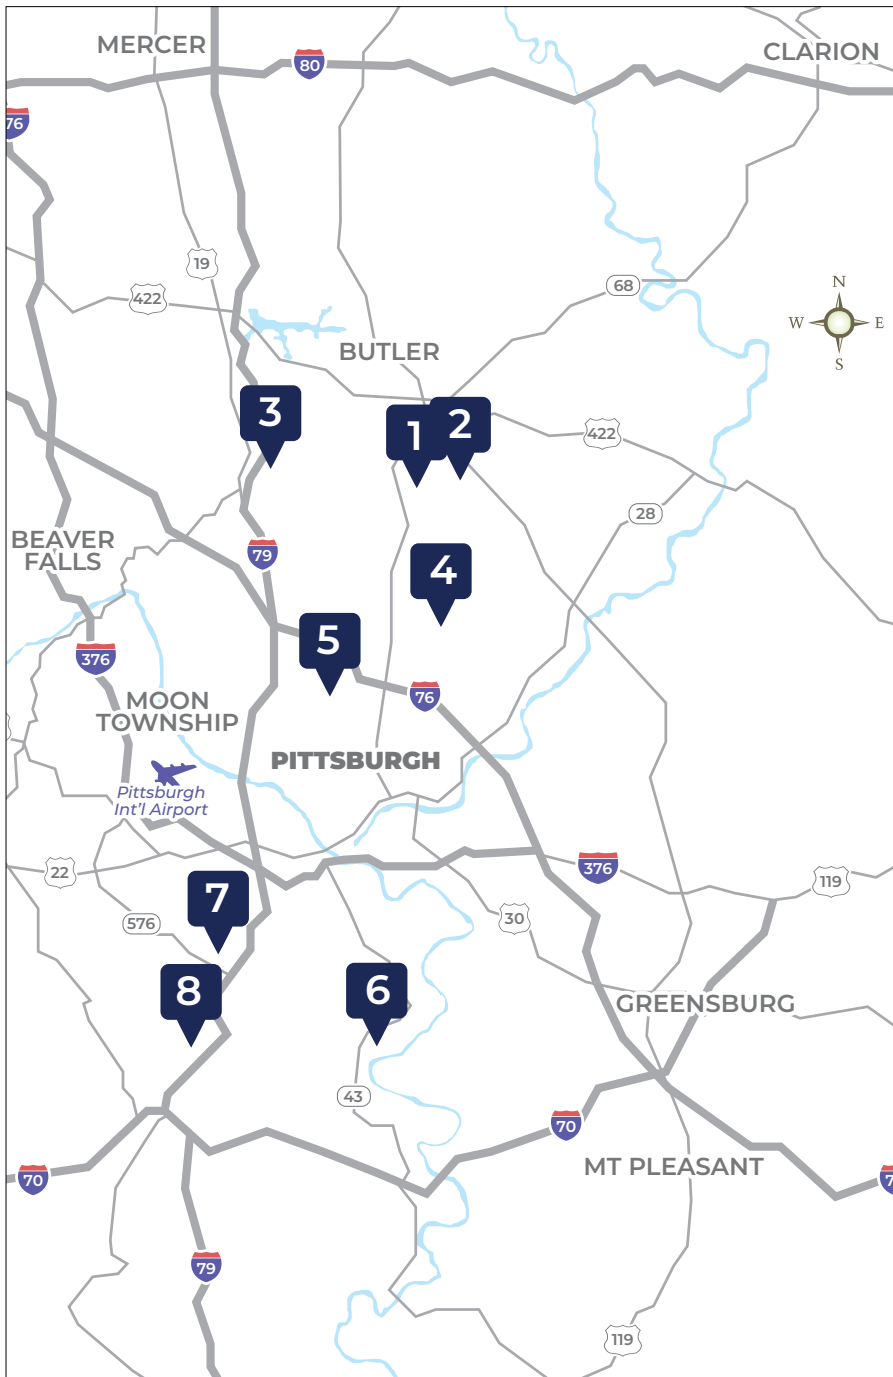 MERCER
80
CLARION
76
19
68
422
N
W
E
S
BUTLER
3
1
2
422
28
BEAVER
FALLS
79
4
5
376
76
MOON
TOWNSHIP
PITTSBURGH
Pittsburgh
Int'l Airport
22
376
119
7
576
30
8
6
GREENSBURG
43
70
70
MT PLEASANT
79
119